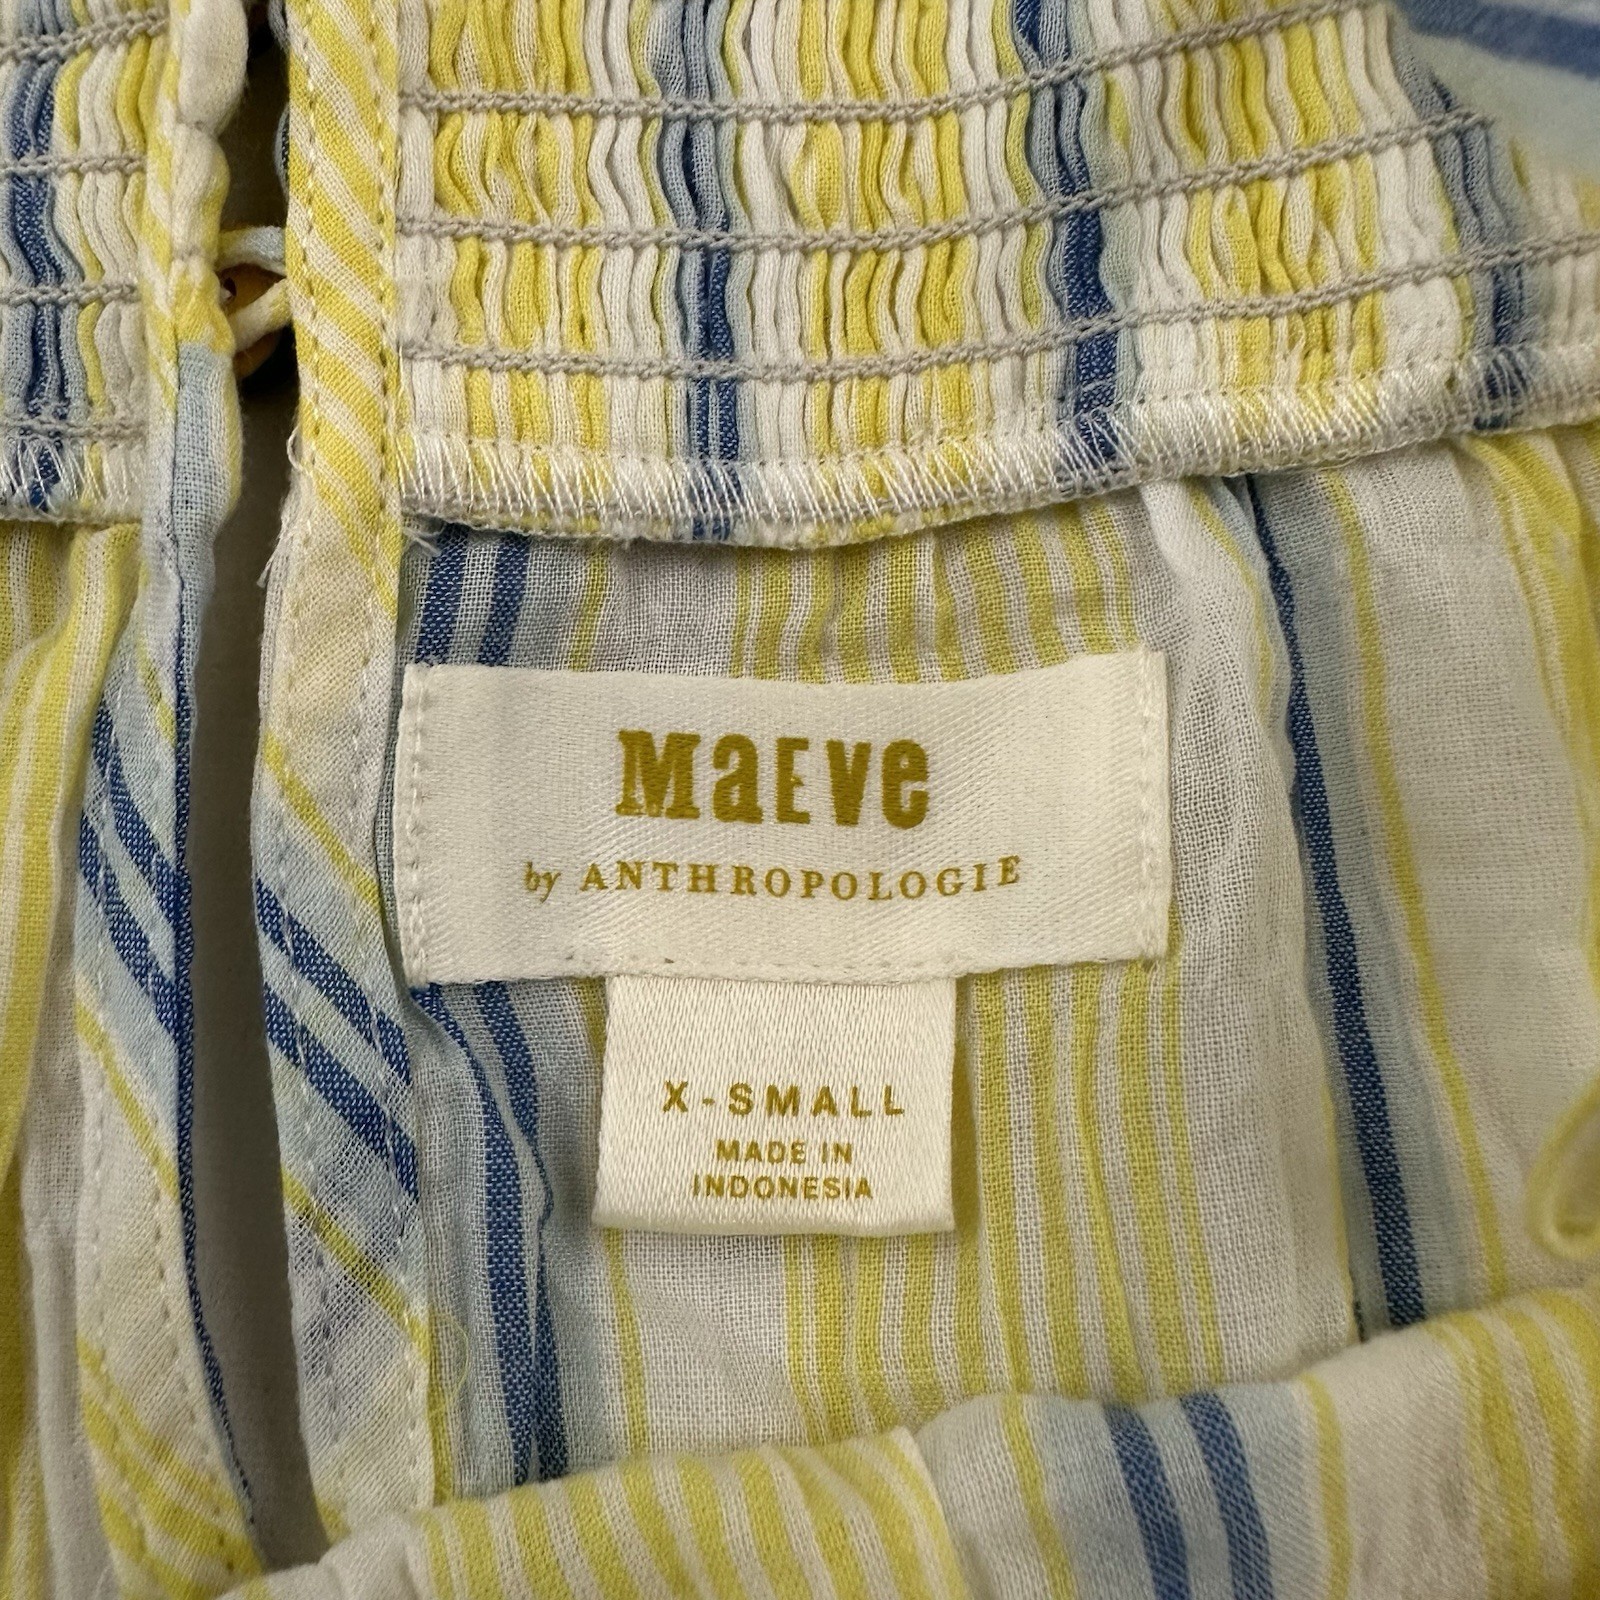 MaEve
by ANTHROPOLOGIE
X-SMALL
MADE IN
INDONESIA